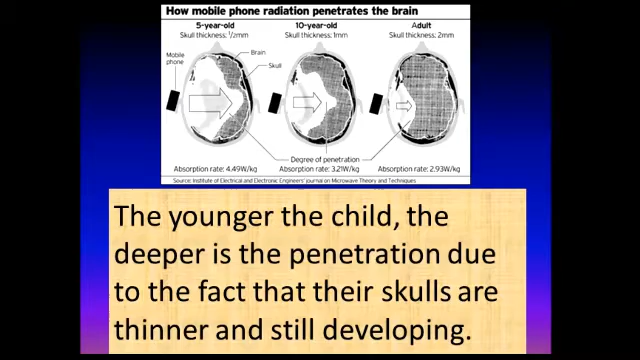 How mobile phone radiation penetrates the brain
5-year-old
Skull thickness: 1/2mm
10-year-old
Skull thickness: 1mm
Adult
Skull thickness: 2mm
Mobile
phone
Brain
Skull
Degree of penetration
Absorption rate: 4.49W/kg
Absorption rate: 3.21W/kg
Absorption rate: 2.93W/kg
Source: Institute of Electrical and Electronic Engineers' journal on Microwave Theory and Techniques
The younger the child, the
deeper is the penetration due
to the fact that their skulls are
thinner and still developing.